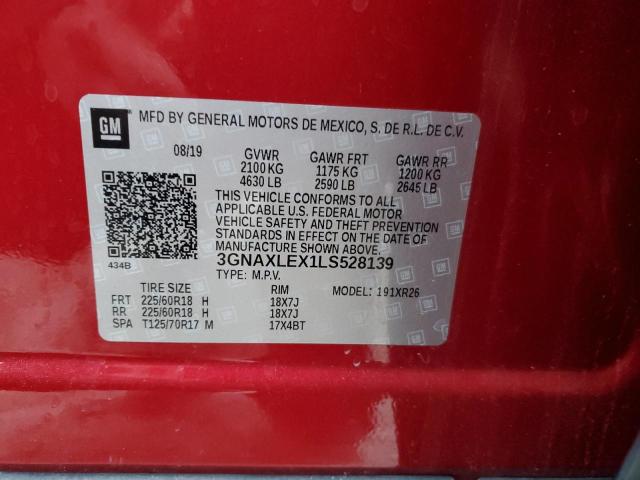 GM
MFD BY GENERAL MOTORS DE MEXICO, S. DE R.L. DE C.V.
08/19 GVWR GAWR FRT GAWR RR
2100 KG 1175 KG 1200 KG
4630 LB 2590 LB 2645 LB
THIS VEHICLE CONFORMS TO ALL
APPLICABLE U.S. FEDERAL MOTOR
VEHICLE SAFETY AND THEFT PREVENTION
STANDARDS IN EFFECT ON THE DATE OF
MANUFACTURE SHOWN ABOVE.
434B 3GNAXLEX1LS528139
TYPE: M.P.V.
TIRE SIZE RIM MODEL: 191XR26
FRT 225/60R18 H 18X7J
RR 225/60R18 H 18X7J
SPA T125/70R17 M 17X4BT